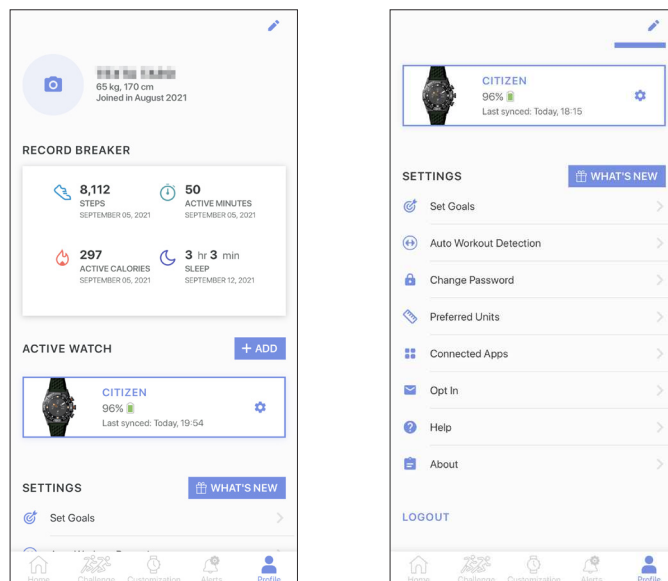 65 kg, 170 cm
Joined in August 2021
RECORD BREAKER
8,112
STEPS
SEPTEMBER 05, 2021
50
ACTIVE MINUTES
SEPTEMBER 05, 2021
297
ACTIVE CALORIES
SEPTEMBER 05, 2021
3 hr 3 min
SLEEP
SEPTEMBER 12, 2021
ACTIVE WATCH
+ ADD
CITIZEN
96%
Last synced: Today, 19:54
SETTINGS
WHAT'S NEW
Set Goals
Home Challenge Customization Alerts Profile
CITIZEN
96%
Last synced: Today, 18:15
SETTINGS
WHAT'S NEW
Set Goals
Auto Workout Detection
Change Password
Preferred Units
Connected Apps
Opt In
Help
About
LOGOUT
Home Challenge Customization Alerts Profile